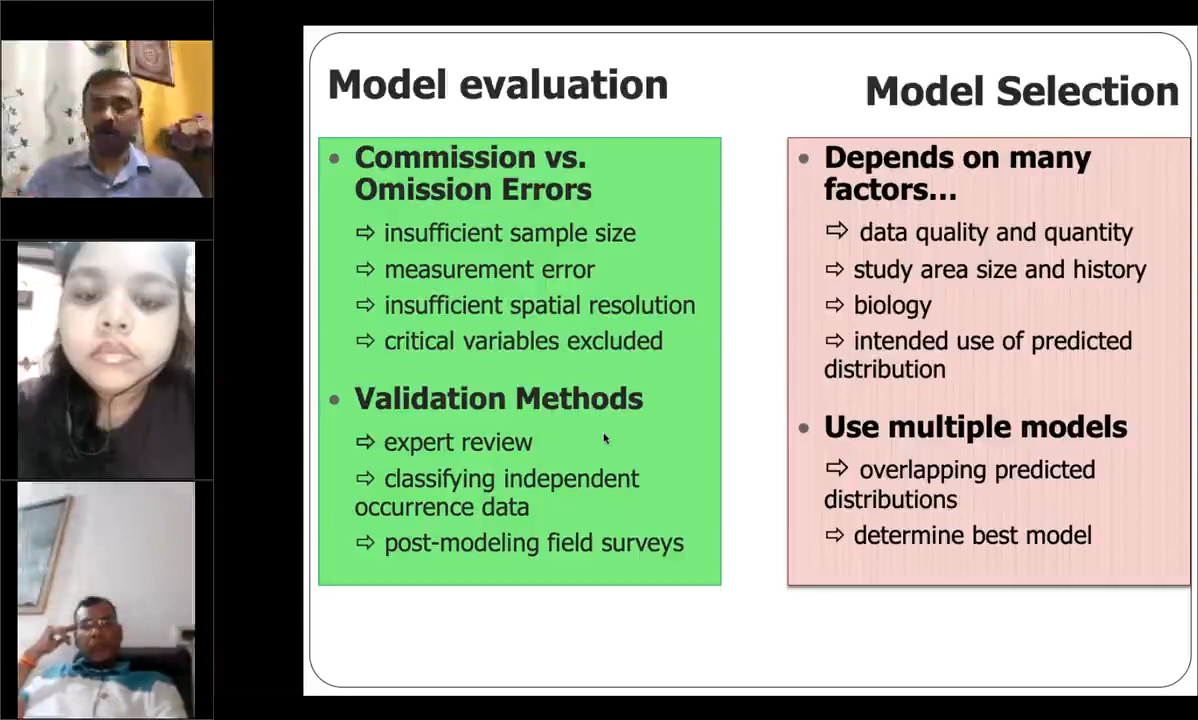 Model evaluation
• Commission vs.
Omission Errors
⇨ insufficient sample size
⇨ measurement error
⇨ insufficient spatial resolution
⇨ critical variables excluded
• Validation Methods
⇨ expert review
⇨ classifying independent
occurrence data
⇨ post-modeling field surveys
Model Selection
• Depends on many
factors...
⇨ data quality and quantity
⇨ study area size and history
⇨ biology
⇨ intended use of predicted
distribution
• Use multiple models
⇨ overlapping predicted
distributions
⇨ determine best model